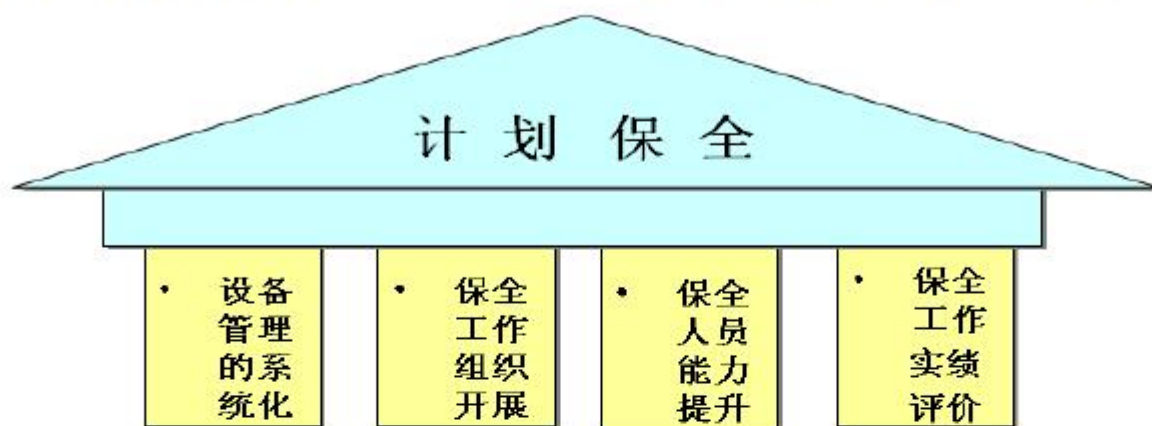 计划保全
• 设备
管理
的系
统化
• 保全
工作
组织
开展
• 保全
人员
能力
提升
• 保全
工作
实绩
评价